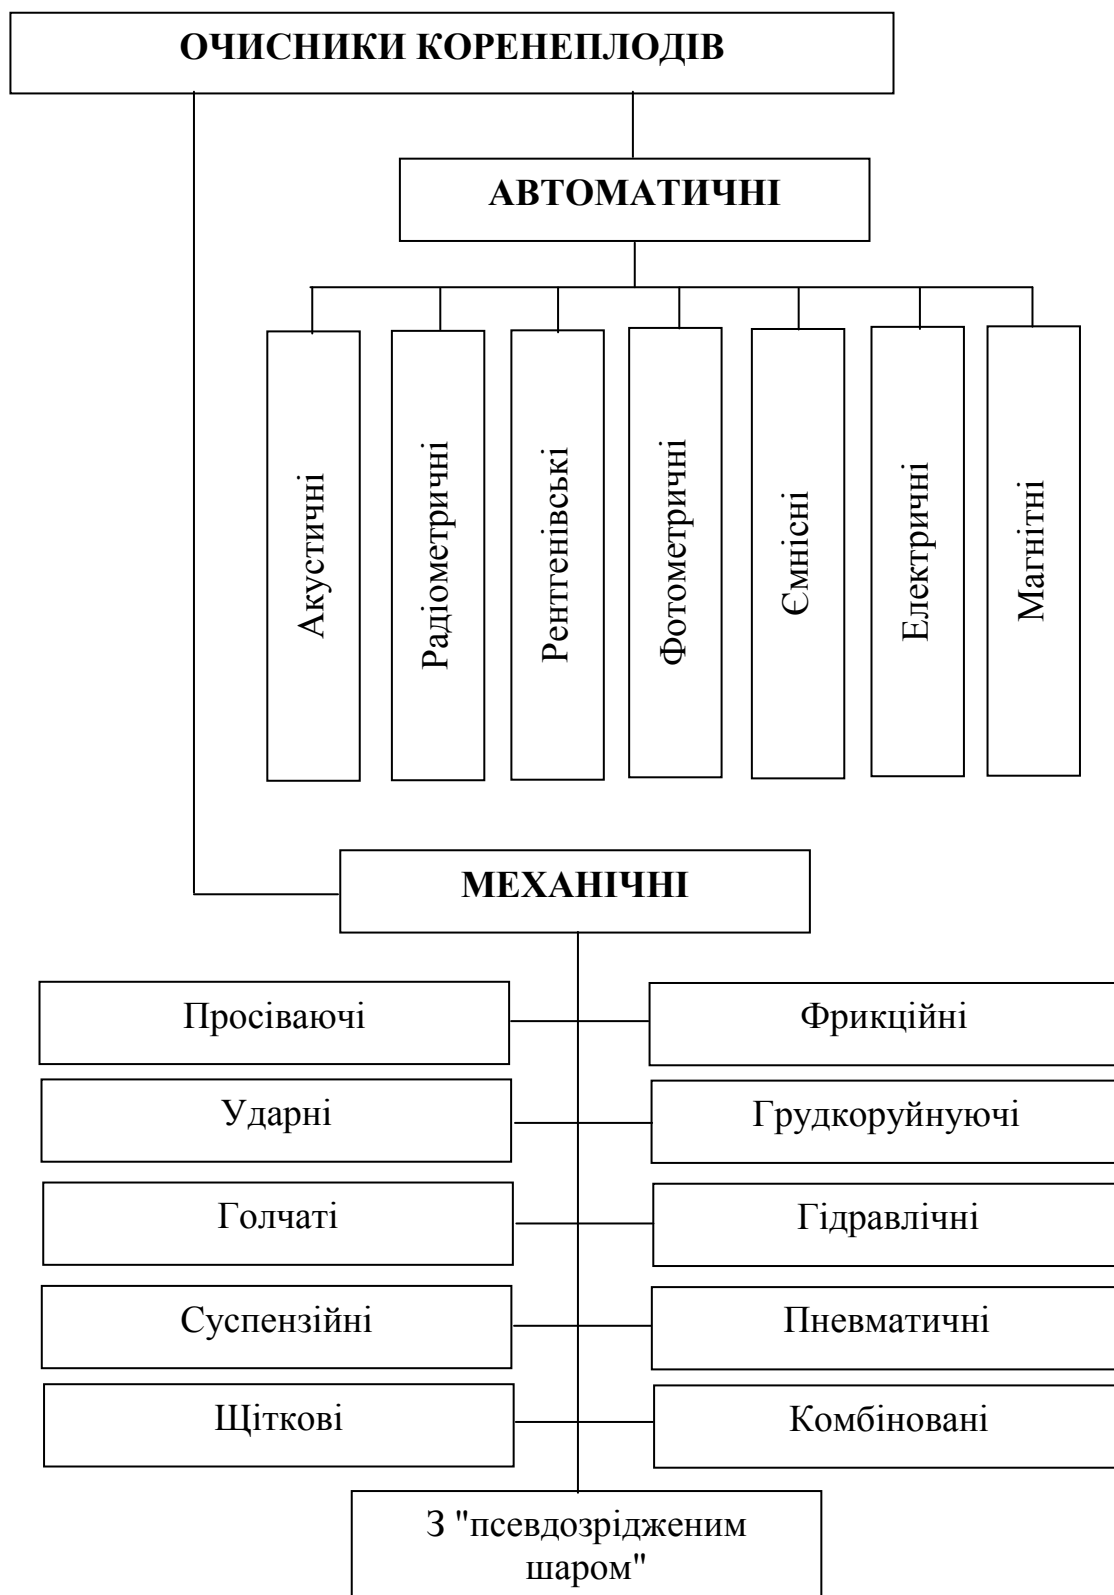 ОЧИСНИКИ КОРЕНЕПЛОДІВ
АВТОМАТИЧНІ
Акустичні
Радіометричні
Рентгенівські
Фотометричні
Ємнісні
Електричні
Магнітні
МЕХАНІЧНІ
Просіваючі
Фрикційні
Ударні
Грудкоруйнуючі
Голчаті
Гідравлічні
Суспензійні
Пневматичні
Щіткові
Комбіновані
З "псевдозрідженим
шаром"